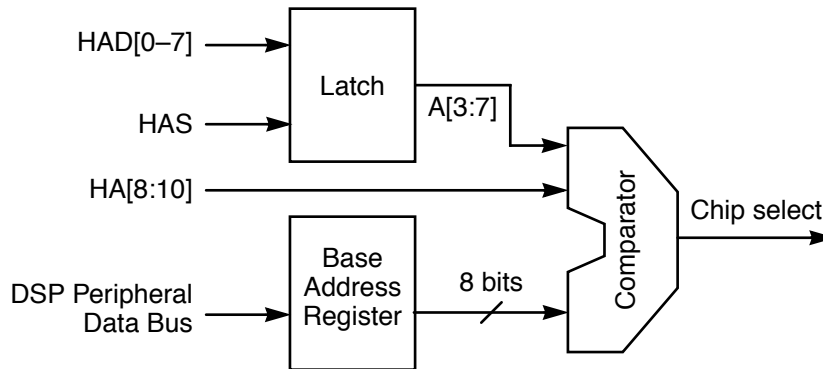 HAD[0–7]
HAS
Latch
A[3:7]
HA[8:10]
Base
Address
Register
DSP Peripheral
Data Bus
8 bits
Comparator
Chip select